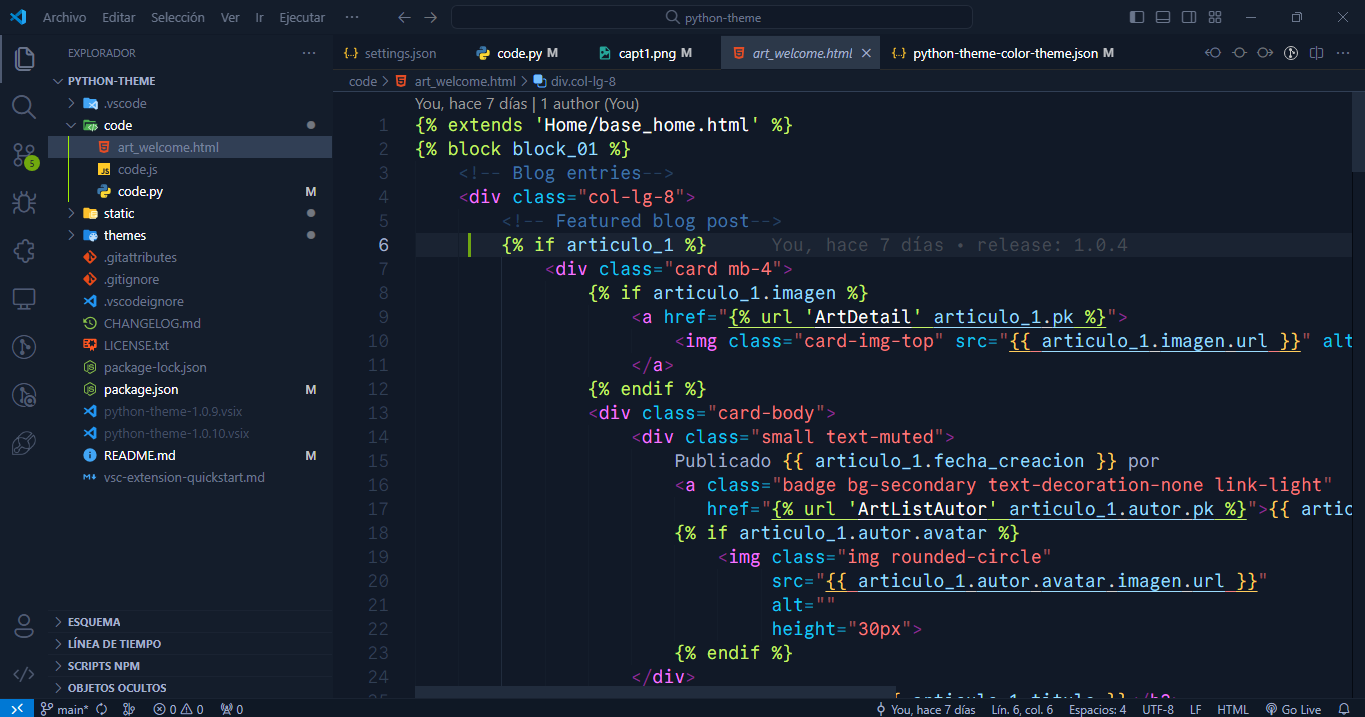 Archivo Editar Selección Ver Ir Ejecutar ··· python-theme
EXPLORADOR ···
PYTHON-THEME
.vscode
code
art_welcome.html
JS code.js
code.py M
static
themes
.gitattributes
.gitignore
.vscodeignore
CHANGELOG.md
LICENSE.txt
package-lock.json
package.json M
python-theme-1.0.9.vsix
python-theme-1.0.10.vsix
README.md M
vsc-extension-quickstart.md
5
ESQUEMA
LÍNEA DE TIEMPO
SCRIPTS NPM
OBJETOS OCULTOS
settings.json code.py M capt1.png M art_welcome.html python-theme-color-theme.json M ···
code > art_welcome.html > div.col-lg-8
You, hace 7 días | 1 author (You)
1 {% extends 'Home/base_home.html' %}
2 {% block block_01 %}
3 <!-- Blog entries-->
4 <div class="col-lg-8">
5 <!-- Featured blog post-->
6 {% if articulo_1 %} You, hace 7 días • release: 1.0.4
7 <div class="card mb-4">
8 {% if articulo_1.imagen %}
9 <a href="{% url 'ArtDetail' articulo_1.pk %}">
10 <img class="card-img-top" src="{{ articulo_1.imagen.url }}" alt
11 </a>
12 {% endif %}
13 <div class="card-body">
14 <div class="small text-muted">
15 Publicado {{ articulo_1.fecha_creacion }} por
16 <a class="badge bg-secondary text-decoration-none link-light"
17 href="{% url 'ArtListAutor' articulo_1.autor.pk %}">{{ artic
18 {% if articulo_1.autor.avatar %}
19 <img class="img rounded-circle"
20 src="{{ articulo_1.autor.avatar.imagen.url }}"
21 alt=""
22 height="30px">
23 {% endif %}
24 </div>
main* 0 0 0 You, hace 7 días Lín. 6, col. 6 Espacios: 4 UTF-8 LF HTML Go Live